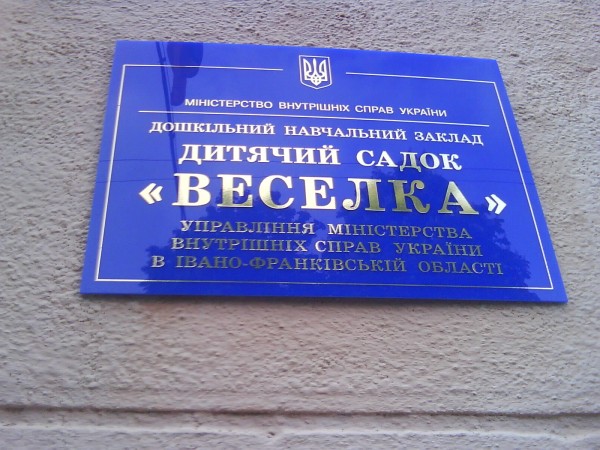 МІНІСТЕРСТВО ВНУТРІШНІХ СПРАВ УКРАЇНИ
ДОШКІЛЬНИЙ НАВЧАЛЬНИЙ ЗАКЛАД
ДИТЯЧИЙ САДОК
«ВЕСЕЛКА»
УПРАВЛІННЯ МІНІСТЕРСТВА
ВНУТРІШНІХ СПРАВ УКРАЇНИ
В ІВАНО-ФРАНКІВСЬКІЙ ОБЛАСТІ